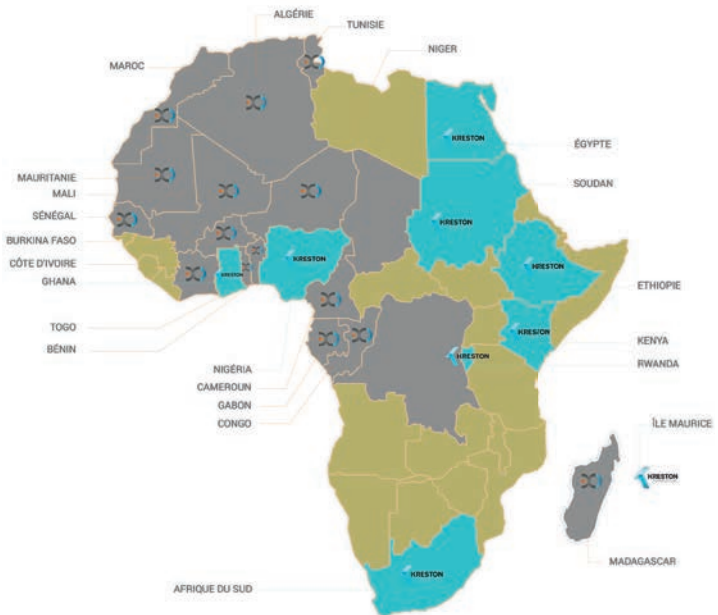 ALGÉRIE
TUNISIE
NIGER
MAROC
KRESTON
ÉGYPTE
MAURITANIE
MALI
SOUDAN
KRESTON
SÉNÉGAL
BURKINA FASO
KRESTON
KRESTON
CÔTE D'IVOIRE
KRESTON
GHANA
ETHIOPIE
TOGO
KRESTON
BÉNIN
KENYA
KRESTON
NIGÉRIA
RWANDA
CAMEROUN
GABON
CONGO
ÎLE MAURICE
KRESTON
MADAGASCAR
KRESTON
AFRIQUE DU SUD